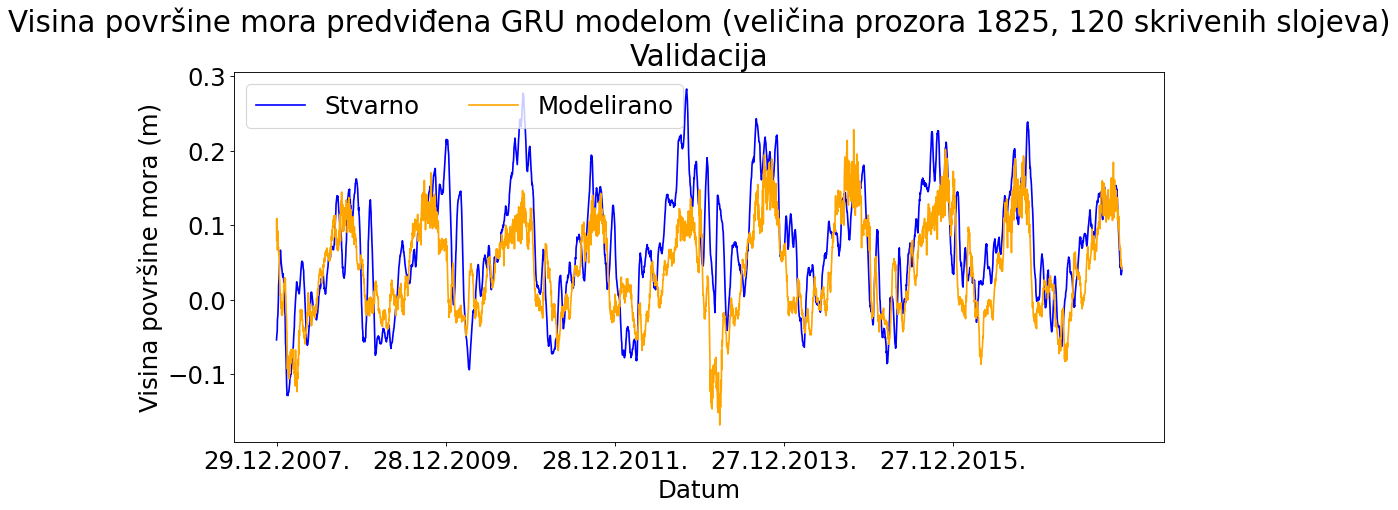 Visina površine mora predviđena GRU modelom (veličina prozora 1825, 120 skrivenih slojeva)
Validacija
Stvarno
Modelirano
Visina površine mora (m)
0.3
0.2
0.1
0.0
−0.1
29.12.2007.
28.12.2009.
28.12.2011.
27.12.2013.
27.12.2015.
Datum